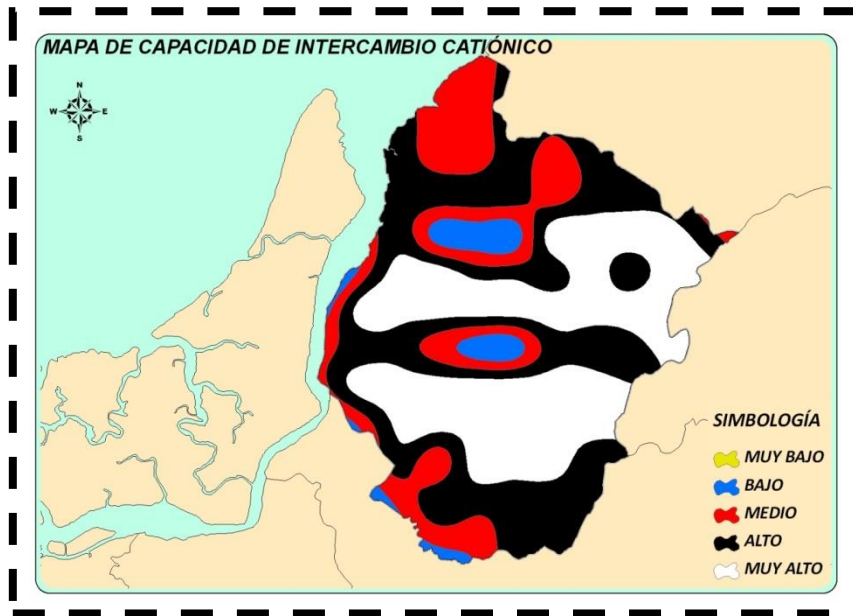 MAPA DE CAPACIDAD DE INTERCAMBIO CATIÓNICO
N
W E
S
SIMBOLOGÍA
MUY BAJO
BAJO
MEDIO
ALTO
MUY ALTO